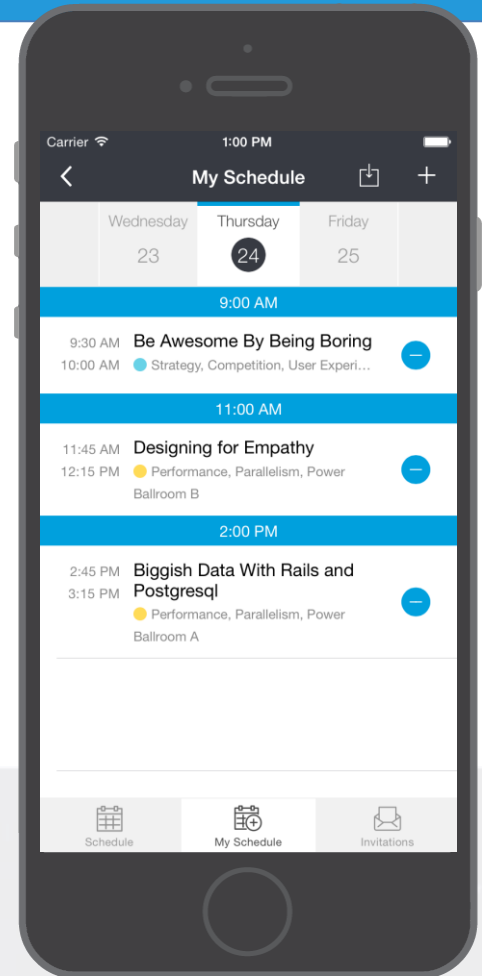 Carrier 1:00 PM
My Schedule
Wednesday Thursday Friday
23 24 25
9:00 AM
9:30 AM Be Awesome By Being Boring
10:00 AM Strategy, Competition, User Experi...
11:00 AM
11:45 AM Designing for Empathy
12:15 PM Performance, Parallelism, Power
Ballroom B
2:00 PM
2:45 PM Biggish Data With Rails and
3:15 PM Postgresql
Performance, Parallelism, Power
Ballroom A
Schedule My Schedule Invitations